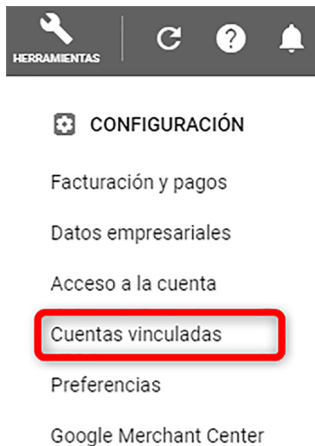 HERRAMIENTAS
CONFIGURACIÓN
Facturación y pagos
Datos empresariales
Acceso a la cuenta
Cuentas vinculadas
Preferencias
Google Merchant Center